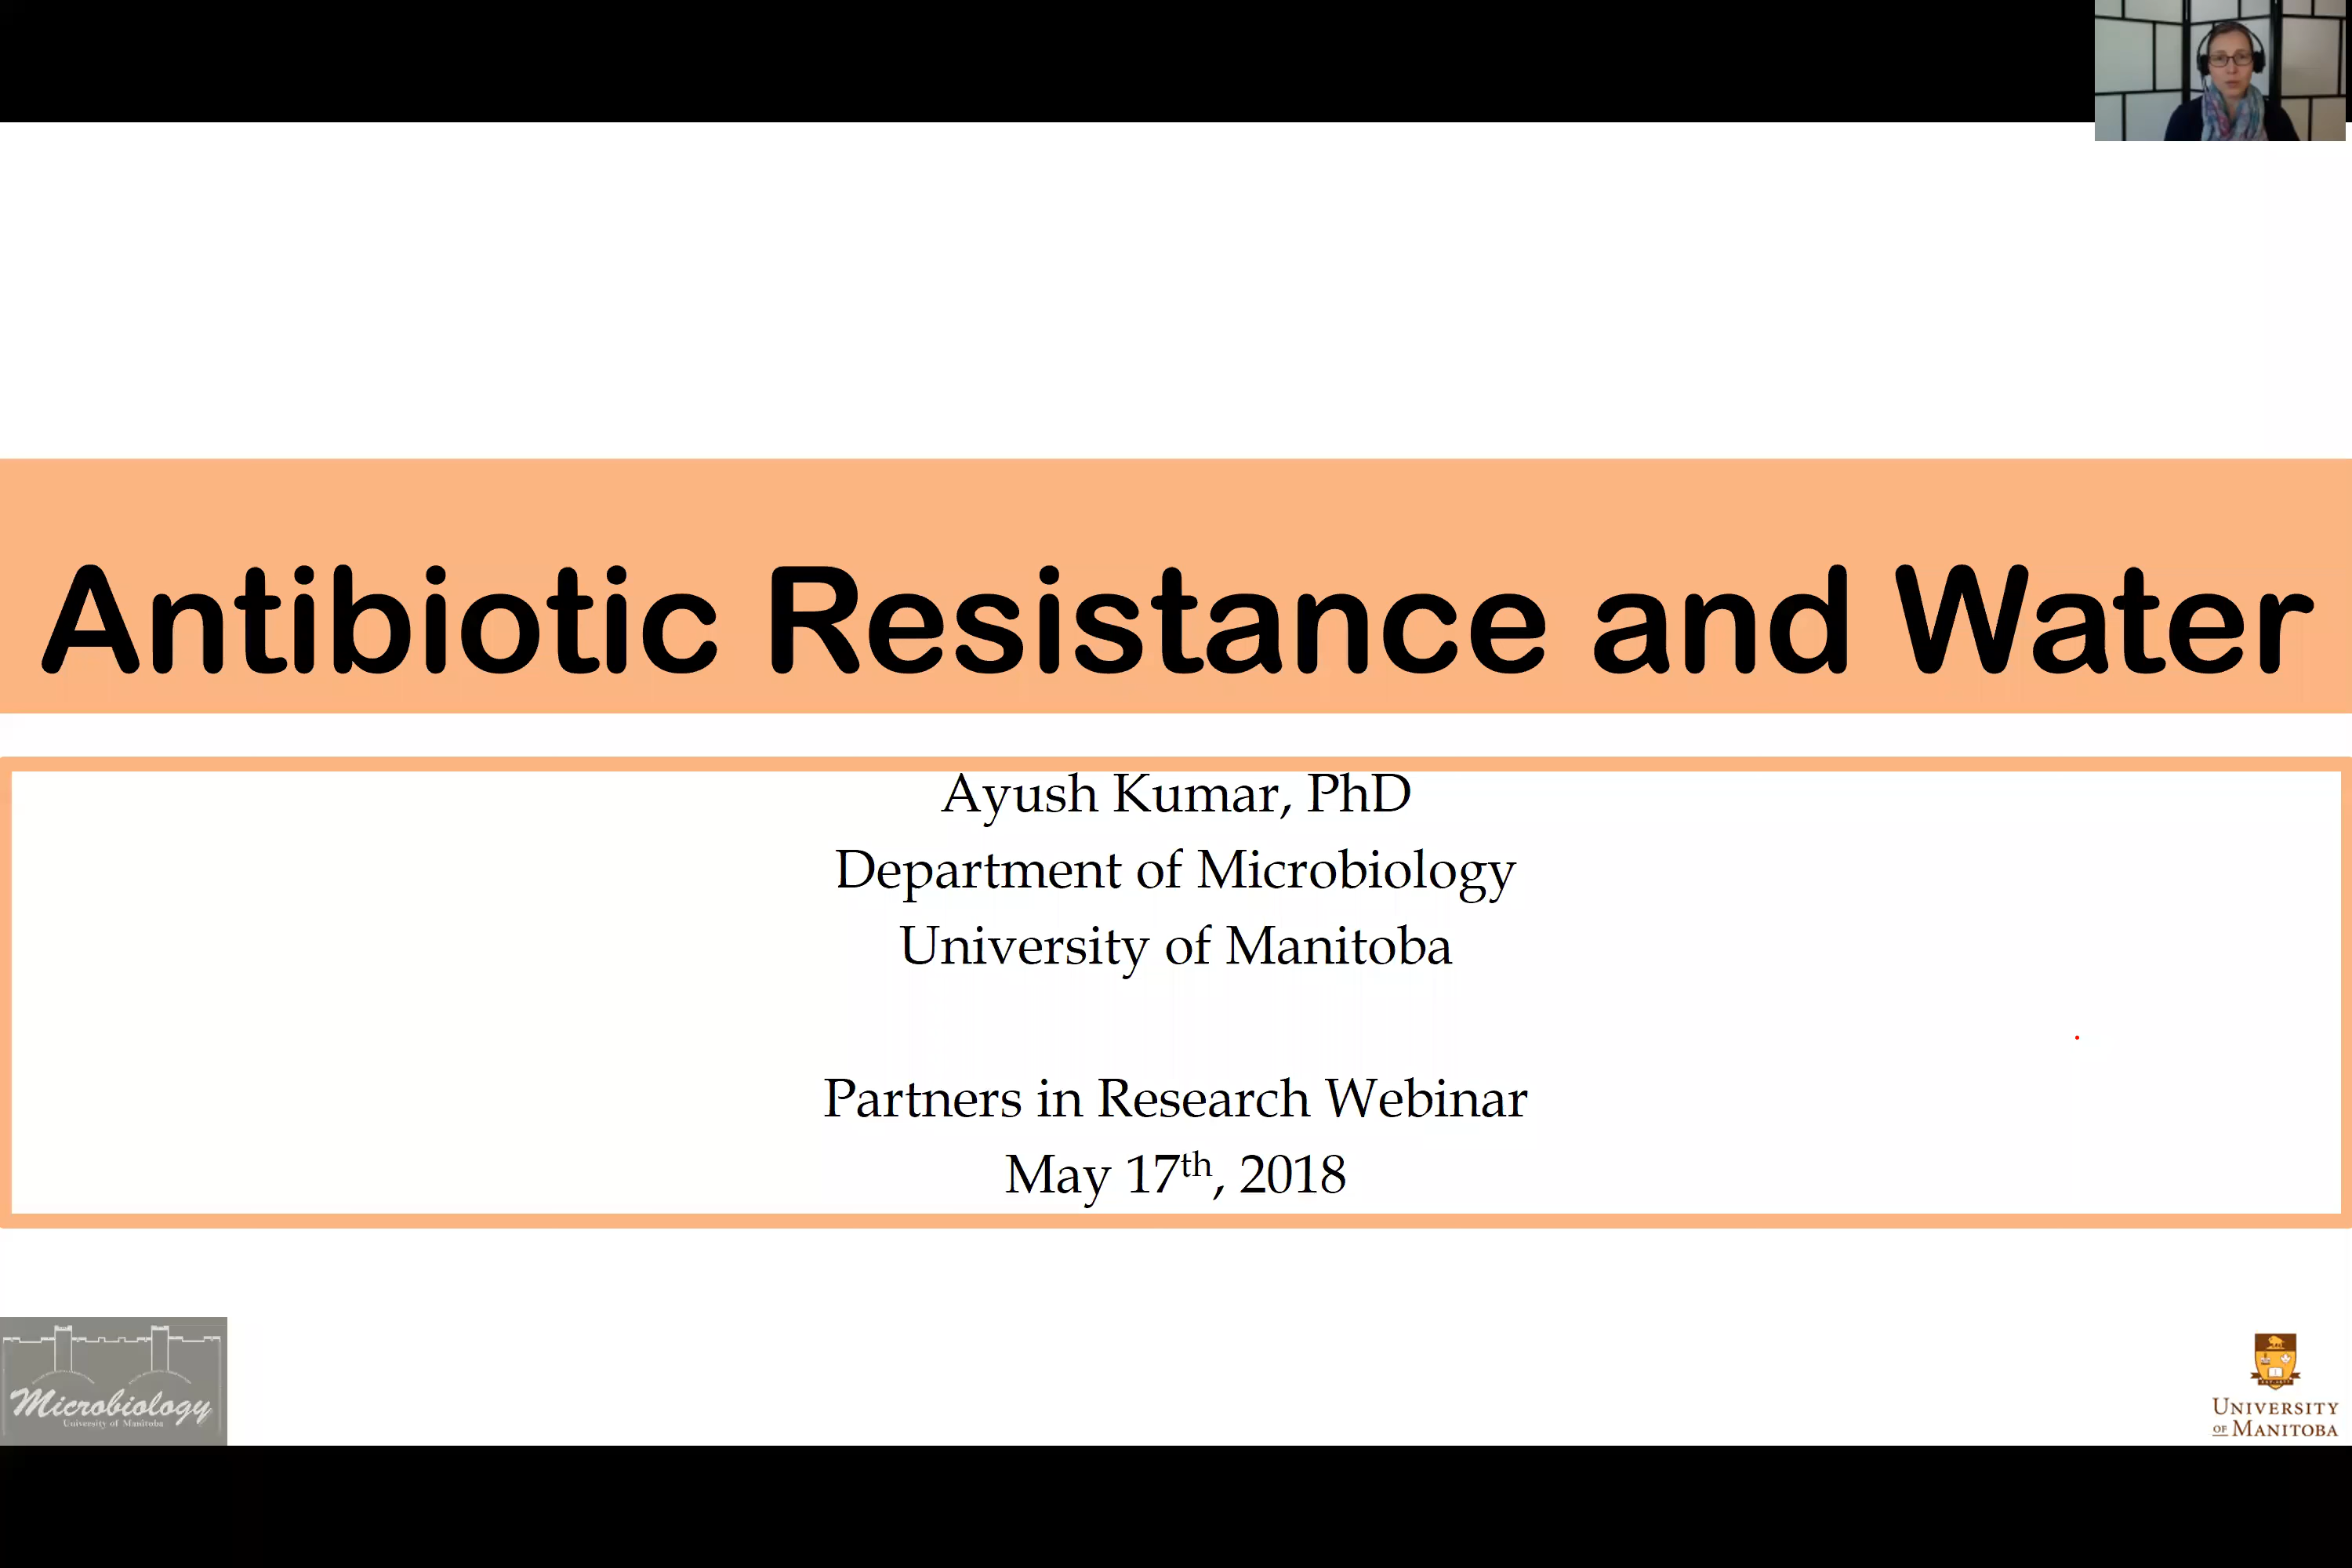 Antibiotic Resistance and Water
Ayush Kumar, PhD
Department of Microbiology
University of Manitoba
Partners in Research Webinar
May 17th, 2018
Microbiology
University of Manitoba
UNIVERSITY
OF MANITOBA